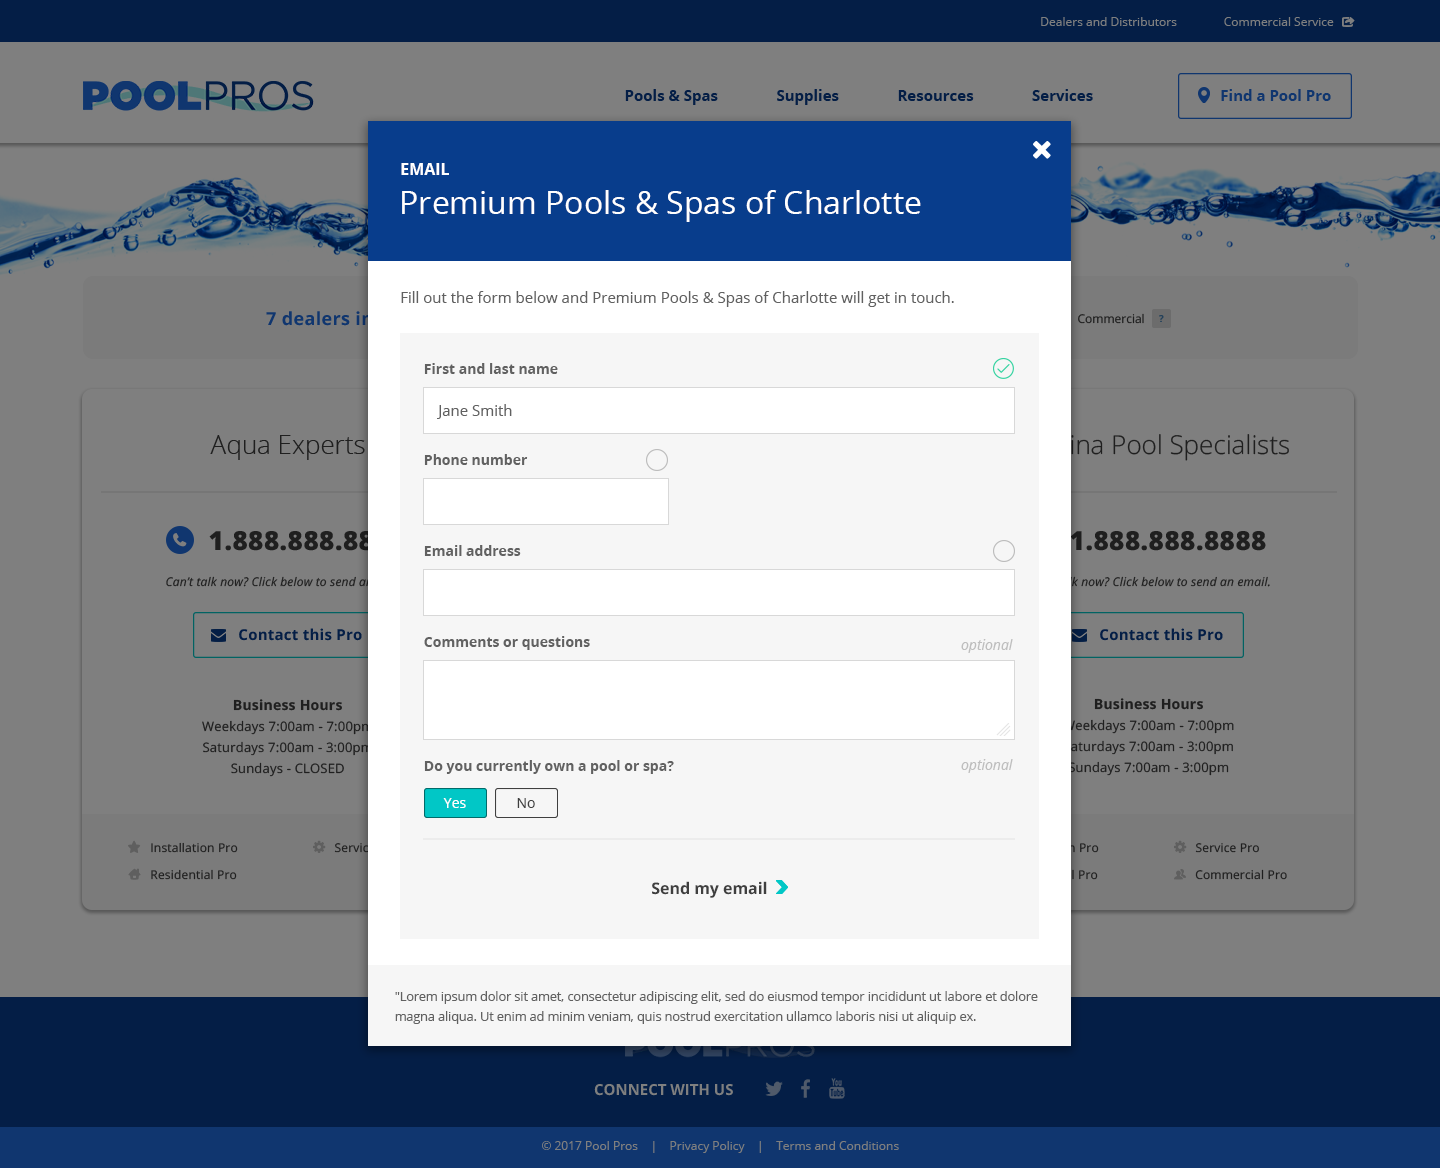 Dealers and Distributors Commercial Service
POOLPROS Pools & Spas Supplies Resources Services Find a Pool Pro
EMAIL
Premium Pools & Spas of Charlotte
Fill out the form below and Premium Pools & Spas of Charlotte will get in touch.
7 dealers in
Commercial ?
First and last name
Jane Smith
Phone number
Email address
Comments or questions optional
Do you currently own a pool or spa? optional
Yes No
Send my email
"Lorem ipsum dolor sit amet, consectetur adipiscing elit, sed do eiusmod tempor incididunt ut labore et dolore
magna aliqua. Ut enim ad minim veniam, quis nostrud exercitation ullamco laboris nisi ut aliquip ex.
Aqua Experts
1.888.888.88
Can't talk now? Click below to send a
Contact this Pro
Business Hours
Weekdays 7:00am - 7:00pm
Saturdays 7:00am - 3:00pm
Sundays - CLOSED
Installation Pro Servic
Residential Pro
ina Pool Specialists
1.888.888.8888
k now? Click below to send an email.
Contact this Pro
Business Hours
Weekdays 7:00am - 7:00pm
aturdays 7:00am - 3:00pm
Sundays 7:00am - 3:00pm
n Pro Service Pro
l Pro Commercial Pro
POOLPROS
CONNECT WITH US You Tube
© 2017 Pool Pros | Privacy Policy | Terms and Conditions